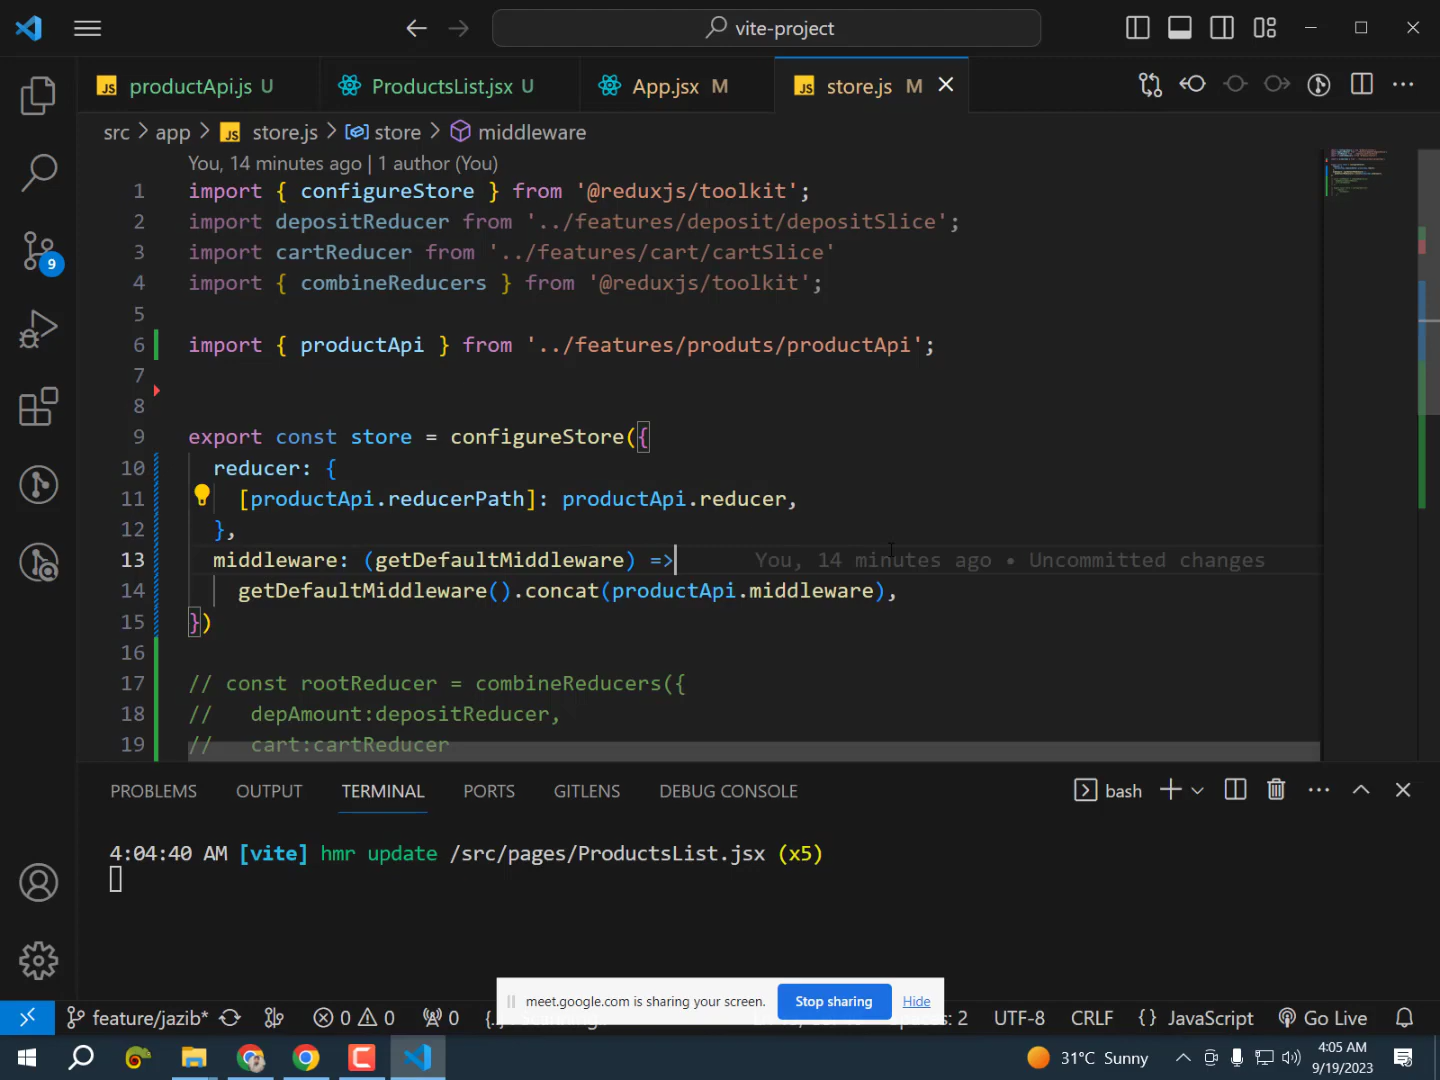 vite-project
productApi.js U
ProductsList.jsx U
App.jsx M
store.js M
src > app > JS store.js > store > middleware
You, 14 minutes ago | 1 author (You)
1 import { configureStore } from '@reduxjs/toolkit';
2 import depositReducer from '../features/deposit/depositSlice';
3 import cartReducer from '../features/cart/cartSlice'
4 import { combineReducers } from '@reduxjs/toolkit';
5
6 import { productApi } from '../features/produts/productApi';
7
8
9 export const store = configureStore({
10 reducer: {
11 [productApi.reducerPath]: productApi.reducer,
12 },
13 middleware: (getDefaultMiddleware) => You, 14 minutes ago • Uncommitted changes
14 getDefaultMiddleware().concat(productApi.middleware),
15 })
16
17 // const rootReducer = combineReducers({
18 // depAmount:depositReducer,
19 // cart:cartReducer
9
PROBLEMS OUTPUT TERMINAL PORTS GITLENS DEBUG CONSOLE bash
4:04:40 AM [vite] hmr update /src/pages/ProductsList.jsx (x5)
meet.google.com is sharing your screen. Stop sharing Hide
feature/jazib* 0 0 0 Spaces: 2 UTF-8 CRLF {} JavaScript Go Live
31°C Sunny
4:05 AM
9/19/2023